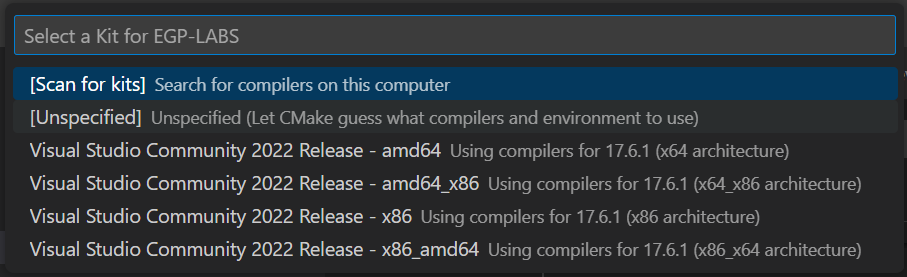 Select a Kit for EGP-LABS
[Scan for kits] Search for compilers on this computer
[Unspecified] Unspecified (Let CMake guess what compilers and environment to use)
Visual Studio Community 2022 Release - amd64 Using compilers for 17.6.1 (x64 architecture)
Visual Studio Community 2022 Release - amd64_x86 Using compilers for 17.6.1 (x64_x86 architecture)
Visual Studio Community 2022 Release - x86 Using compilers for 17.6.1 (x86 architecture)
Visual Studio Community 2022 Release - x86_amd64 Using compilers for 17.6.1 (x86_x64 architecture)